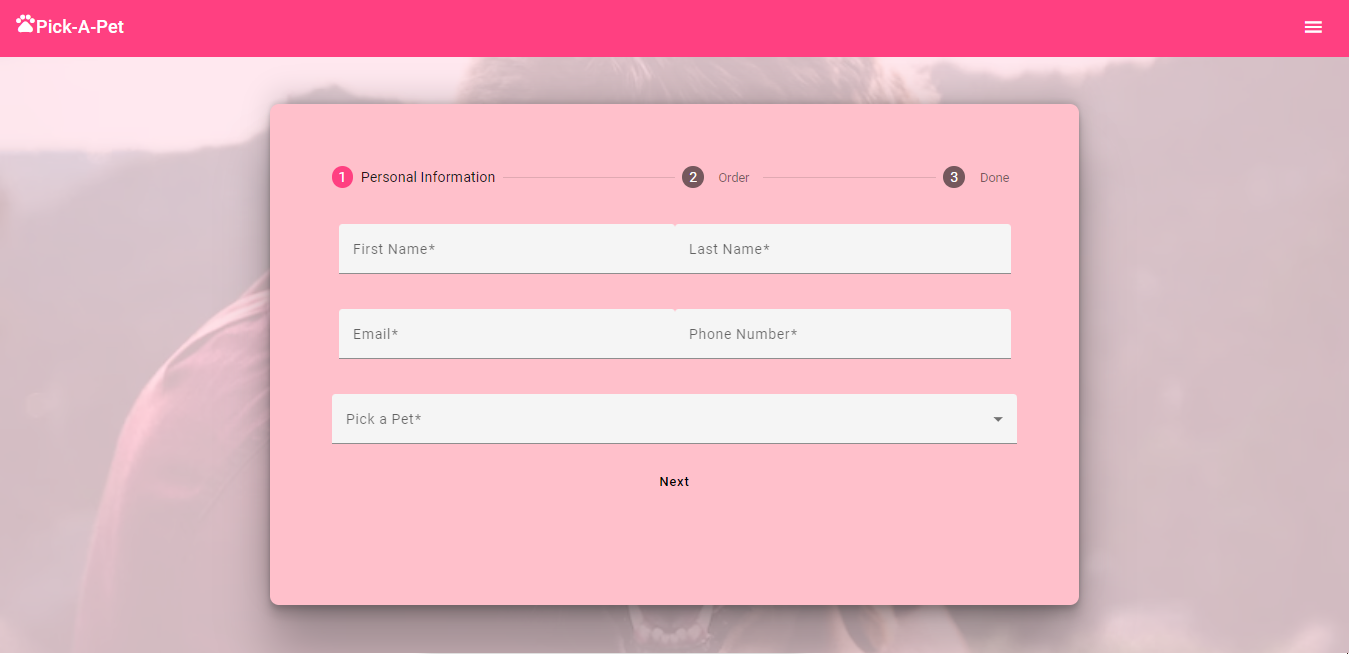 Pick-A-Pet
1 Personal Information 2 Order 3 Done
First Name* Last Name*
Email* Phone Number*
Pick a Pet*
Next